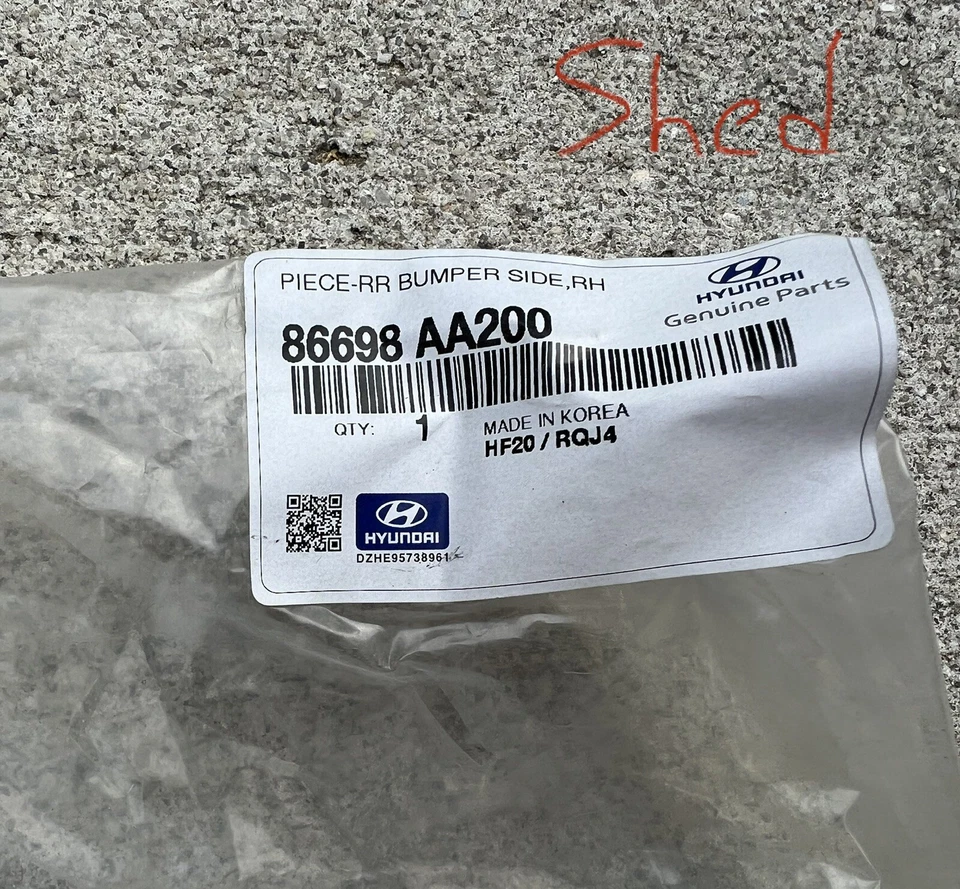 Shed
PIECE-RR BUMPER SIDE,RH
HYUNDAI
Genuine Parts
86698 AA200
QTY: 1
MADE IN KOREA
HF20 / RQJ4
HYUNDAI
DZHE95738961